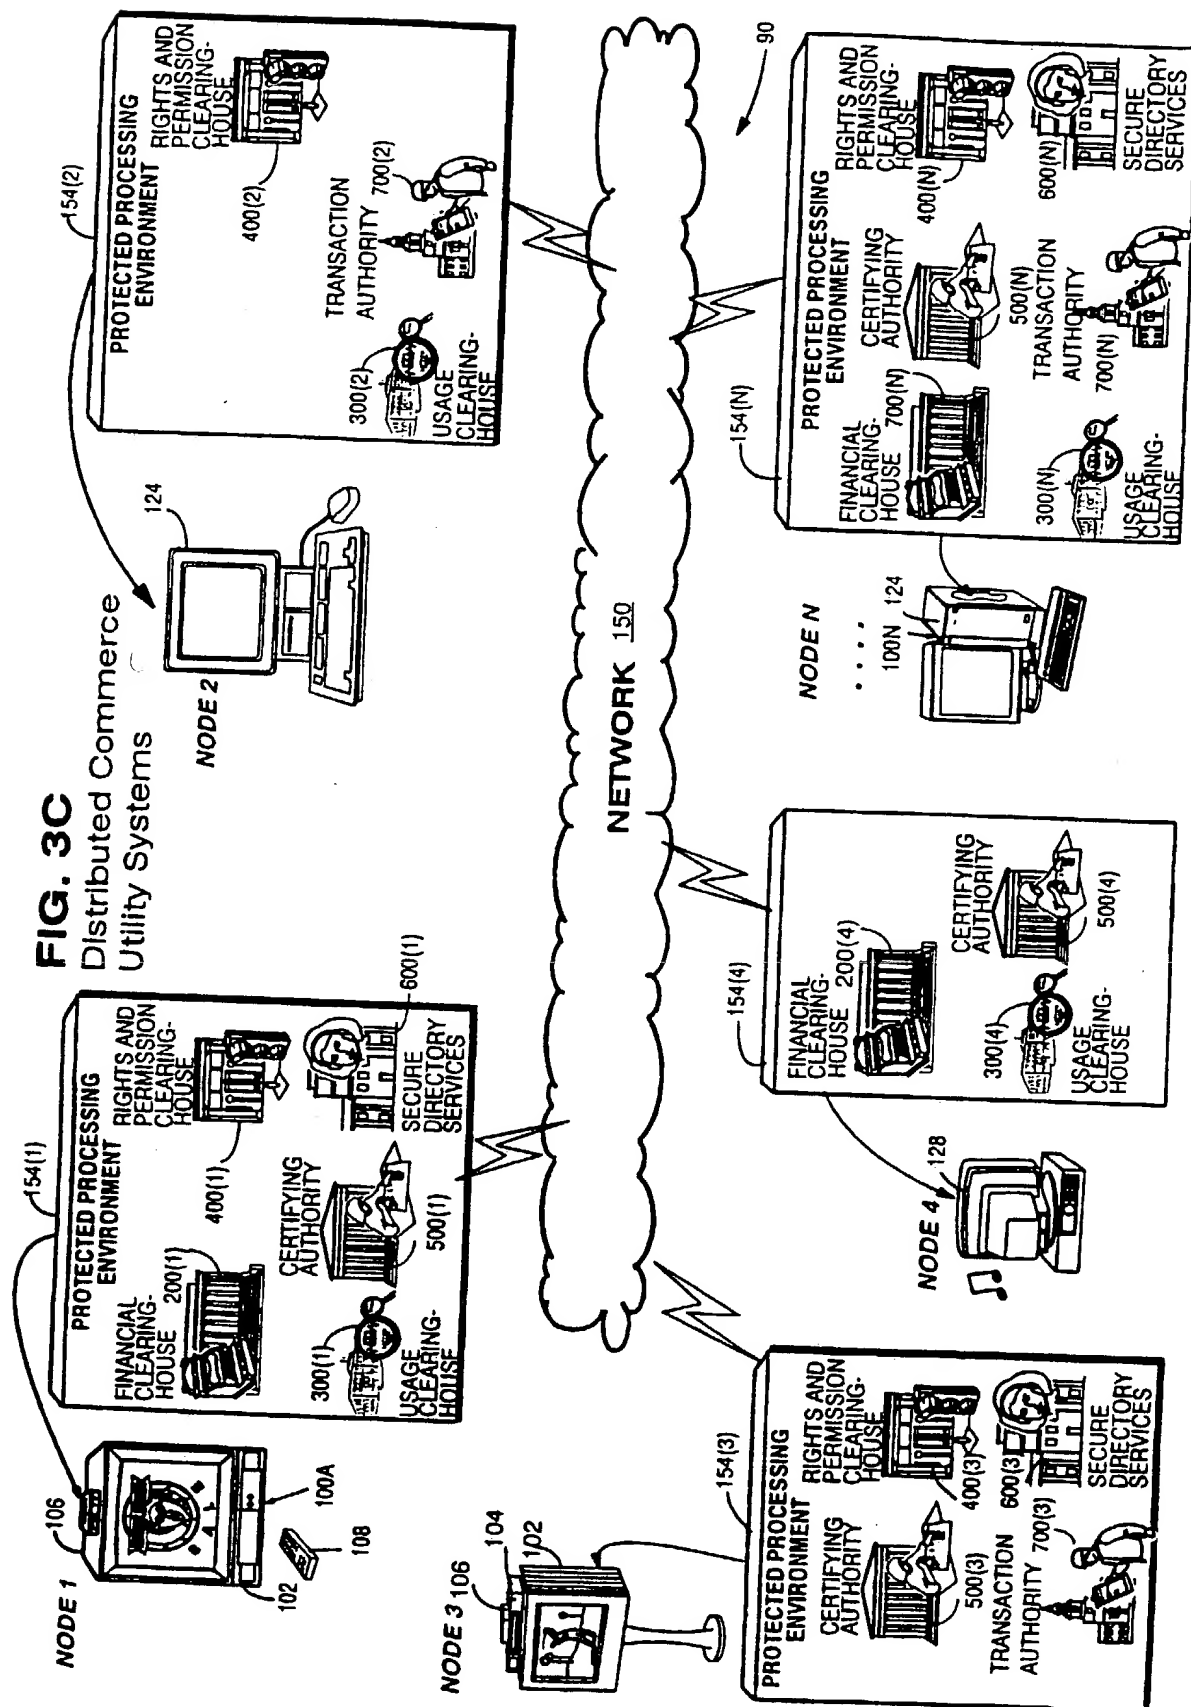 FIG. 3C
Distributed Commerce
Utility Systems
NODE 1
106
102
100A
108
154(1)
PROTECTED PROCESSING
ENVIRONMENT
FINANCIAL
CLEARING-
HOUSE 200(1)
RIGHTS AND
PERMISSION
CLEARING-
HOUSE
400(1)
300(1)
USAGE
CLEARING-
HOUSE
CERTIFYING
AUTHORITY
500(1)
600(1)
SECURE
DIRECTORY
SERVICES
NODE 2
124
154(2)
PROTECTED PROCESSING
ENVIRONMENT
RIGHTS AND
PERMISSION
CLEARING-
HOUSE
400(2)
300(2)
USAGE
CLEARING-
HOUSE
TRANSACTION
AUTHORITY 700(2)
NETWORK 150
90
NODE 3
106
104
102
154(3)
PROTECTED PROCESSING
ENVIRONMENT
CERTIFYING
AUTHORITY
500(3)
RIGHTS AND
PERMISSION
CLEARING-
HOUSE
400(3)
TRANSACTION
AUTHORITY 700(3)
600(3)
SECURE
DIRECTORY
SERVICES
NODE 4
128
154(4)
FINANCIAL
CLEARING-
HOUSE 200(4)
300(4)
USAGE
CLEARING-
HOUSE
CERTIFYING
AUTHORITY
500(4)
NODE N
. . . .
100N 124
154(N)
PROTECTED PROCESSING
ENVIRONMENT
FINANCIAL
CLEARING-
HOUSE 700(N)
CERTIFYING
AUTHORITY
500(N)
RIGHTS AND
PERMISSION
CLEARING-
HOUSE
400(N)
300(N)
USAGE
CLEARING-
HOUSE
TRANSACTION
AUTHORITY
700(N)
600(N)
SECURE
DIRECTORY
SERVICES